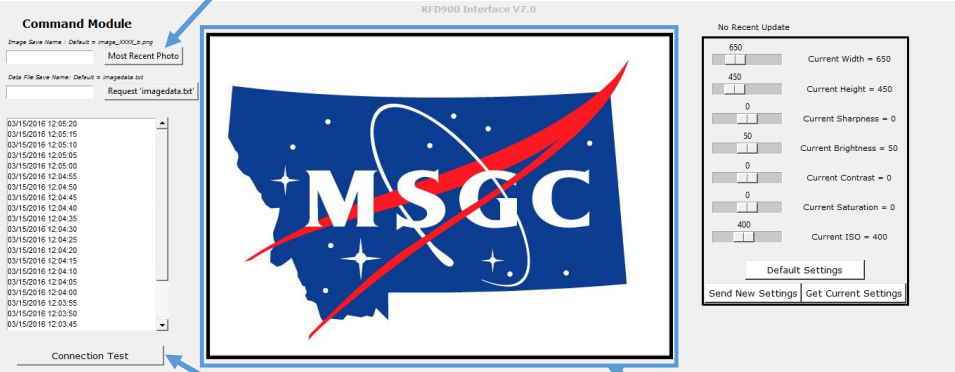 RFD900 Interface V7.0
Command Module
Image Save Name : Default = image_XXXX_b.png
Most Recent Photo
Data File Save Name: Default = imagedata.txt
Request 'imagedata.txt'
03/15/2016 12:05:20
03/15/2016 12:05:15
03/15/2016 12:05:10
03/15/2016 12:05:05
03/15/2016 12:05:00
03/15/2016 12:04:55
03/15/2016 12:04:50
03/15/2016 12:04:45
03/15/2016 12:04:40
03/15/2016 12:04:35
03/15/2016 12:04:30
03/15/2016 12:04:25
03/15/2016 12:04:20
03/15/2016 12:04:15
03/15/2016 12:04:10
03/15/2016 12:04:05
03/15/2016 12:04:00
03/15/2016 12:03:55
03/15/2016 12:03:50
03/15/2016 12:03:45
Connection Test
MSGC
No Recent Update
650
Current Width = 650
450
Current Height = 450
0
Current Sharpness = 0
50
Current Brightness = 50
0
Current Contrast = 0
0
Current Saturation = 0
400
Current ISO = 400
Default Settings
Send New Settings Get Current Settings